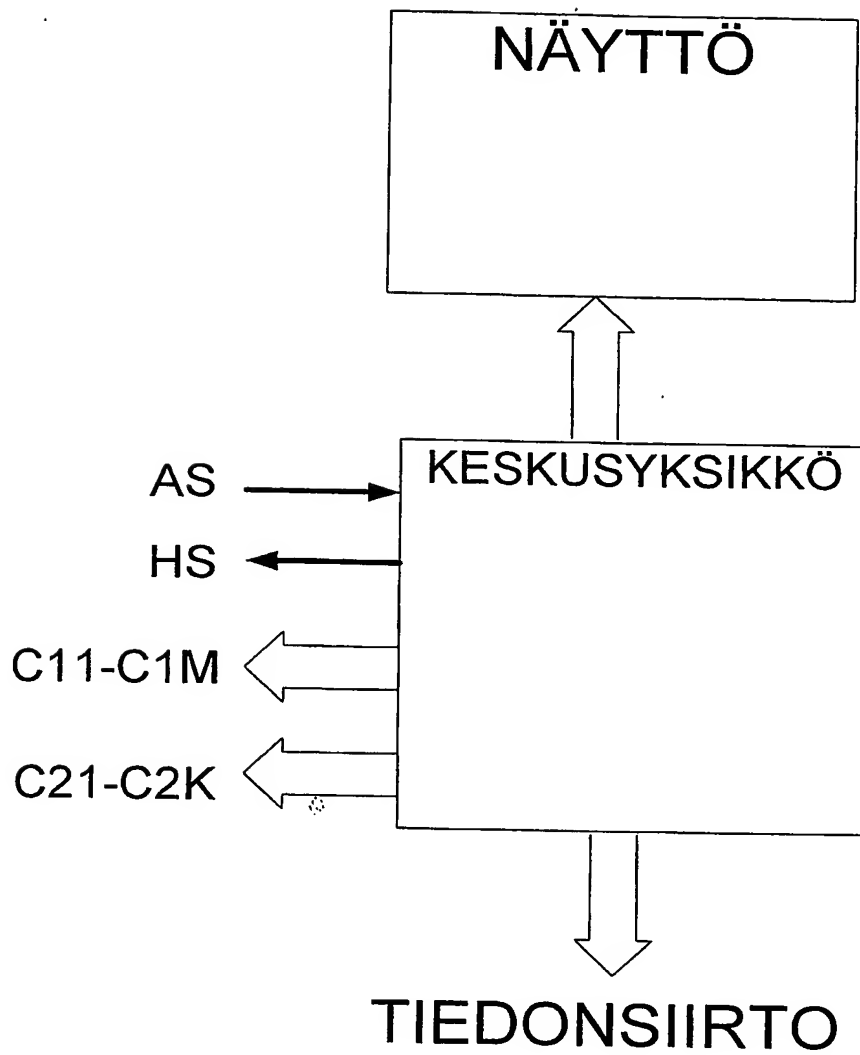 NÄYTTÖ
KESKUSYKSIKKÖ
AS
HS
C11-C1M
C21-C2K
TIEDONSIIRTO